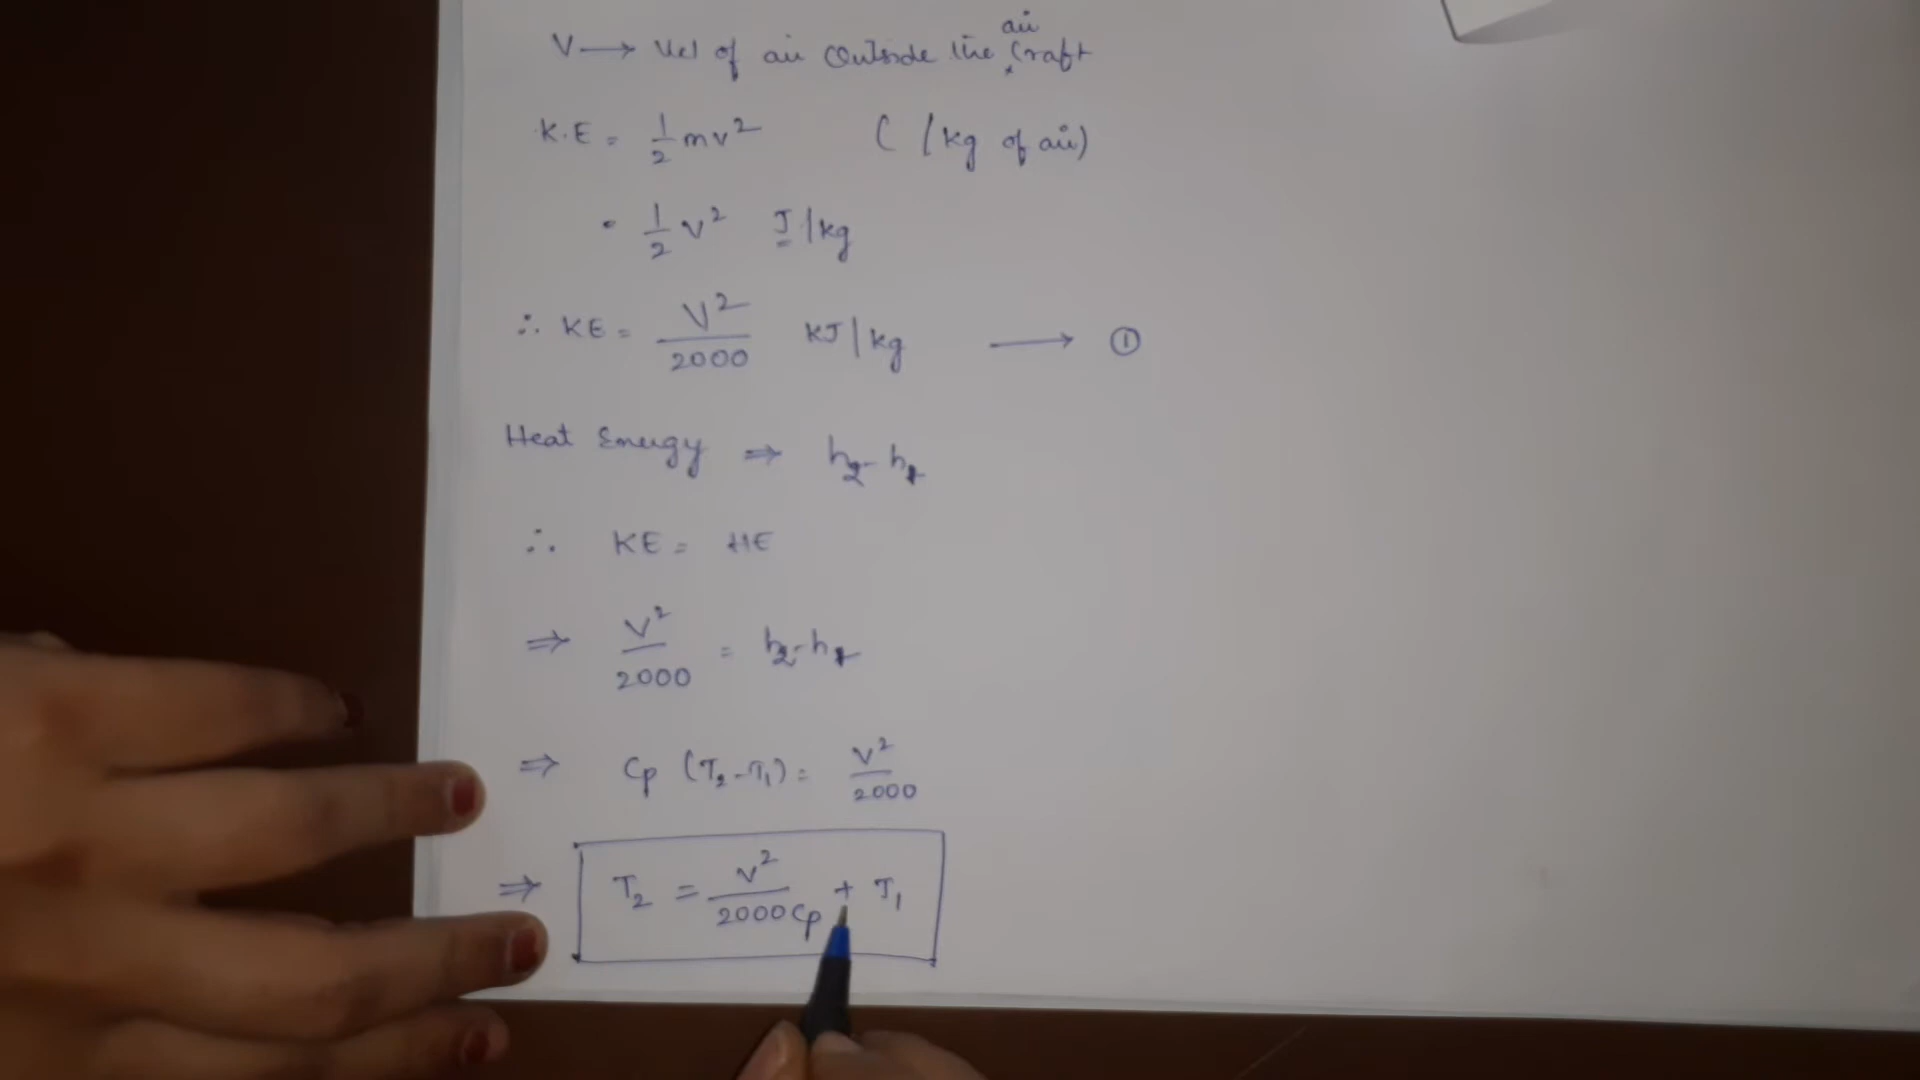 V → Vel of air Outside the air craft
K.E = 1/2 mv² ( /kg of air)
= 1/2 v² J/kg
∴ KE = V²/2000 KJ/kg → ①
Heat Energy ⇒ h₂ - h₁
∴ KE = HE
⇒ V²/2000 = h₂ - h₁
⇒ Cp (T₂ - T₁) = V²/2000
⇒ T₂ = V²/2000 Cp + T₁